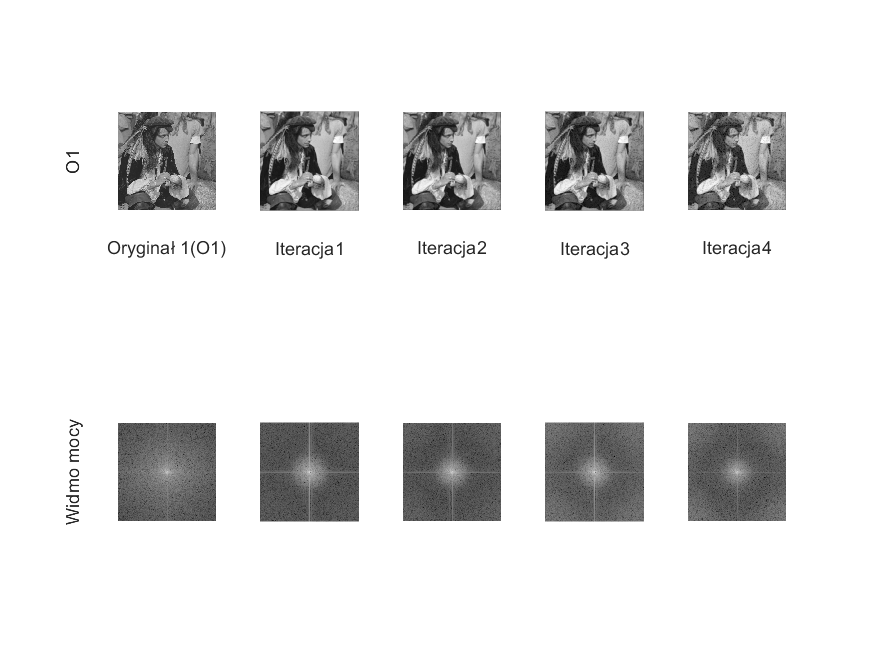 O1
Oryginał 1(O1)
Iteracja1
Iteracja2
Iteracja3
Iteracja4
Widmo mocy